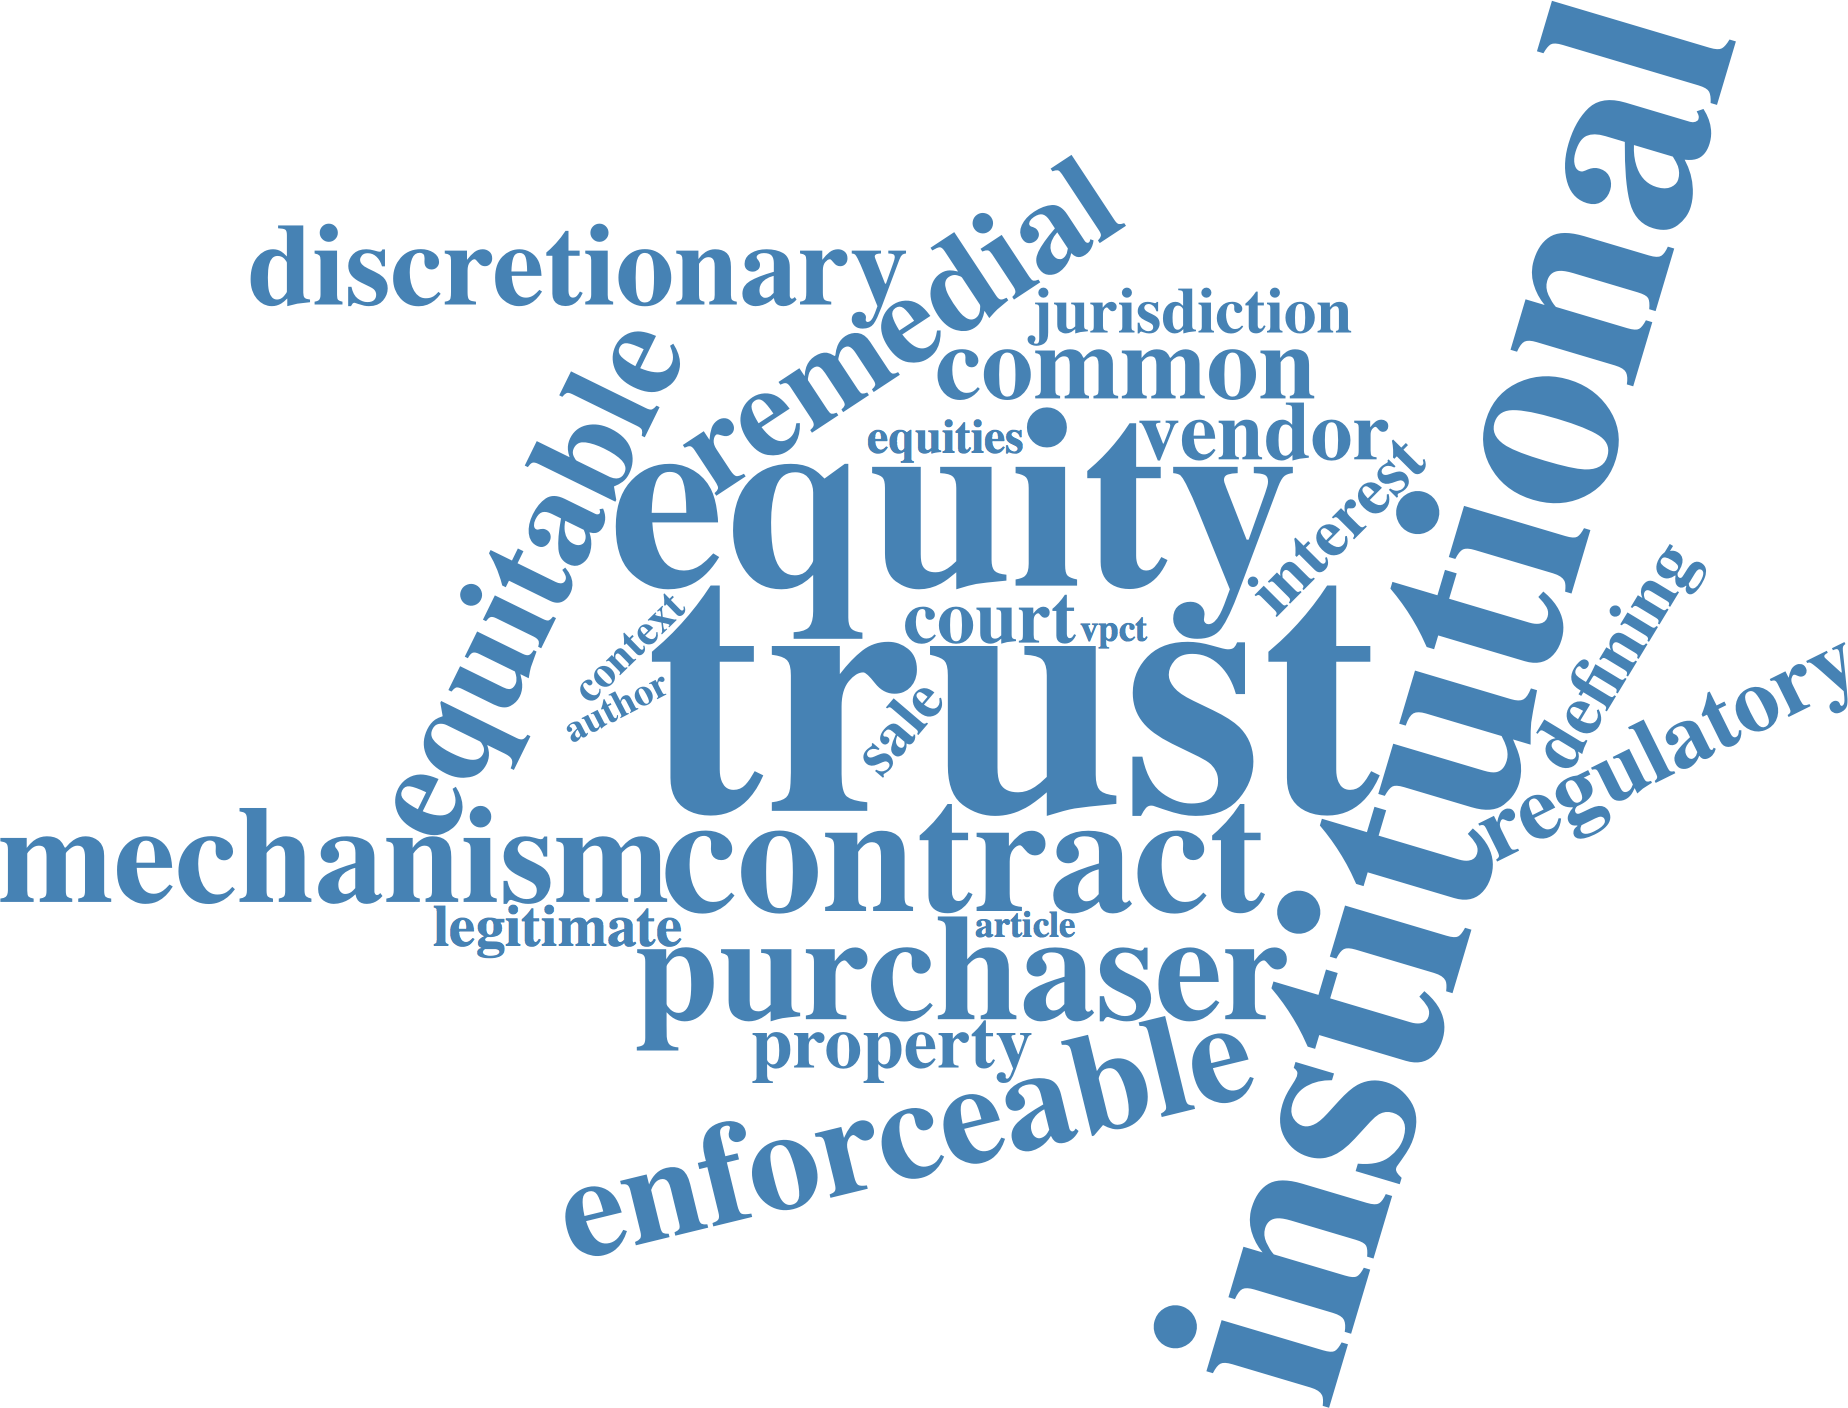 institutional
discretionary
remedial
jurisdiction
common
equitable
equities
vendor
equity
interest
defining
context
court
vpct
trust
author
sale
regulatory
mechanism
contract
legitimate
article
purchaser
property
enforceable